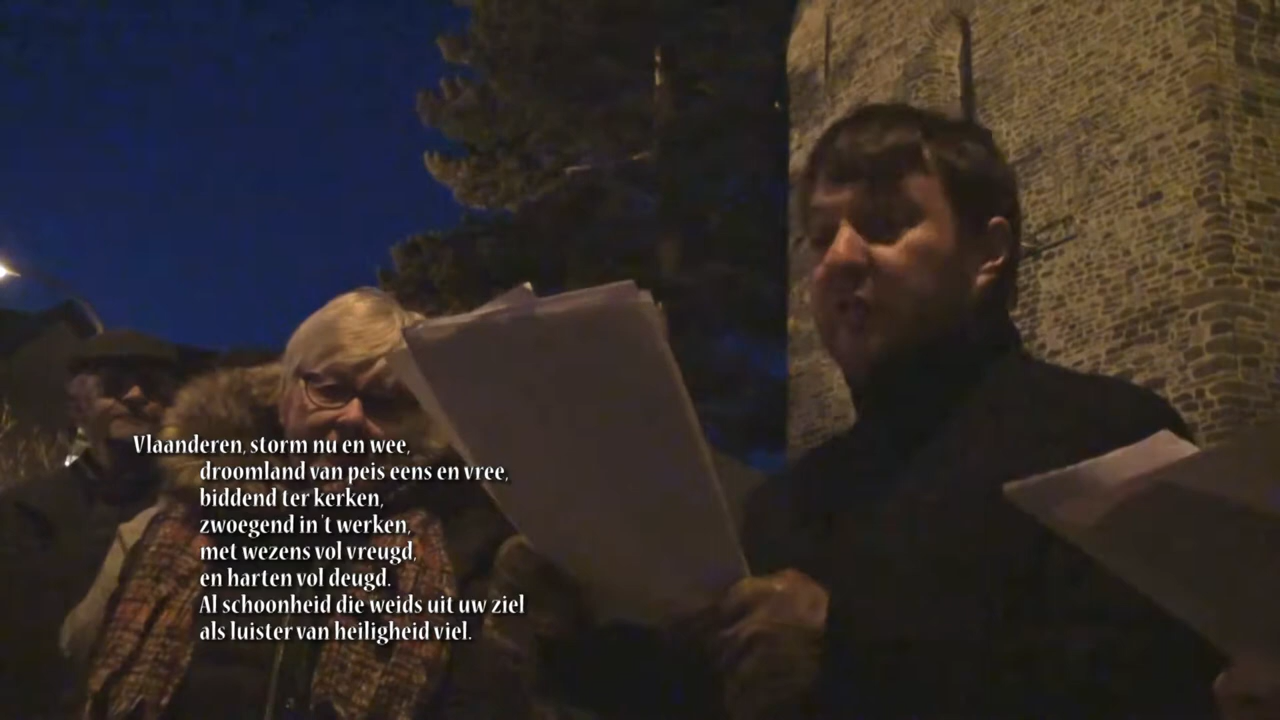 Vlaanderen, storm nu en wee,
droomland van peis eens en vree,
biddend ter kerken,
zwoegend in 't werken,
met wezens vol vreugd,
en harten vol deugd.
Al schoonheid die weids uit uw ziel
als luister van heiligheid viel.